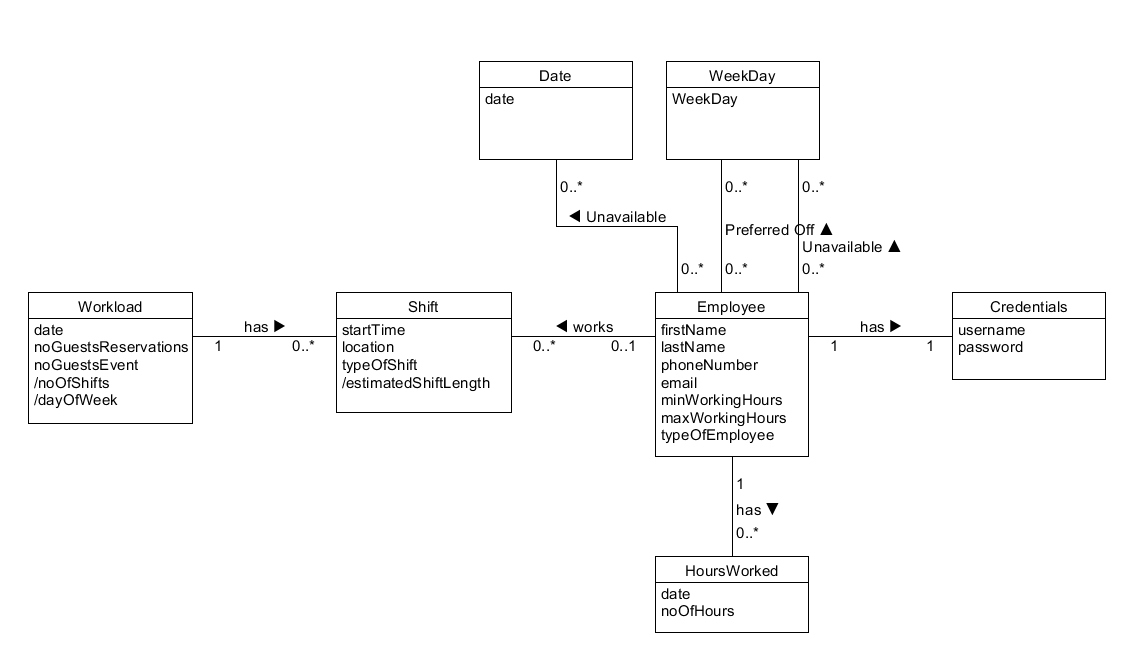 Date
date
WeekDay
WeekDay
0..*
0..*
0..*
◀ Unavailable
Preferred Off ▲
Unavailable ▲
0..*
0..*
0..*
Workload
date
noGuestsReservations
noGuestsEvent
/noOfShifts
/dayOfWeek
has ▶
1
0..*
Shift
startTime
location
typeOfShift
/estimatedShiftLength
◀ works
0..*
0..1
Employee
firstName
lastName
phoneNumber
email
minWorkingHours
maxWorkingHours
typeOfEmployee
has ▶
1
1
Credentials
username
password
1
has ▼
0..*
HoursWorked
date
noOfHours